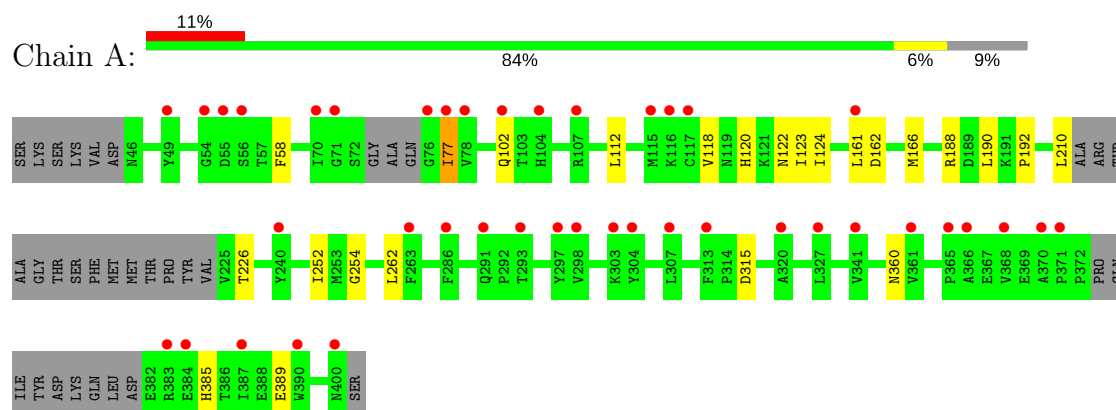 11%
Chain A:
84% 6% 9%
SER LYS SER LYS VAL ASP N46 Y49 G54 D55 S56 I57 F58 I70 G71 S72 GLY ALA GLN G76 I77 V78 Q102 T103 H104 R107 L112 M115 K116 C117 V118 N119 H120 K121 N122 I123 I124 L161 D162 M166 R188 D189 L190 K191 P192 L210 ALA ARG
ALA GLY THR SER PHE MET MET THR PRO TYR VAL V225 T226 Y240 I252 M253 G254 L262 F263 F286 Q291 P292 T293 Y297 V298 K303 Y304 L307 F313 P314 D315 A320 L327 V341 N360 V361 P365 A366 E367 V368 E369 A370 P371 P372 PRO
ILE TYR ASP LYS GLN LEU ASP E382 R383 E384 H385 T386 I387 E388 E389 W390 N400 SER